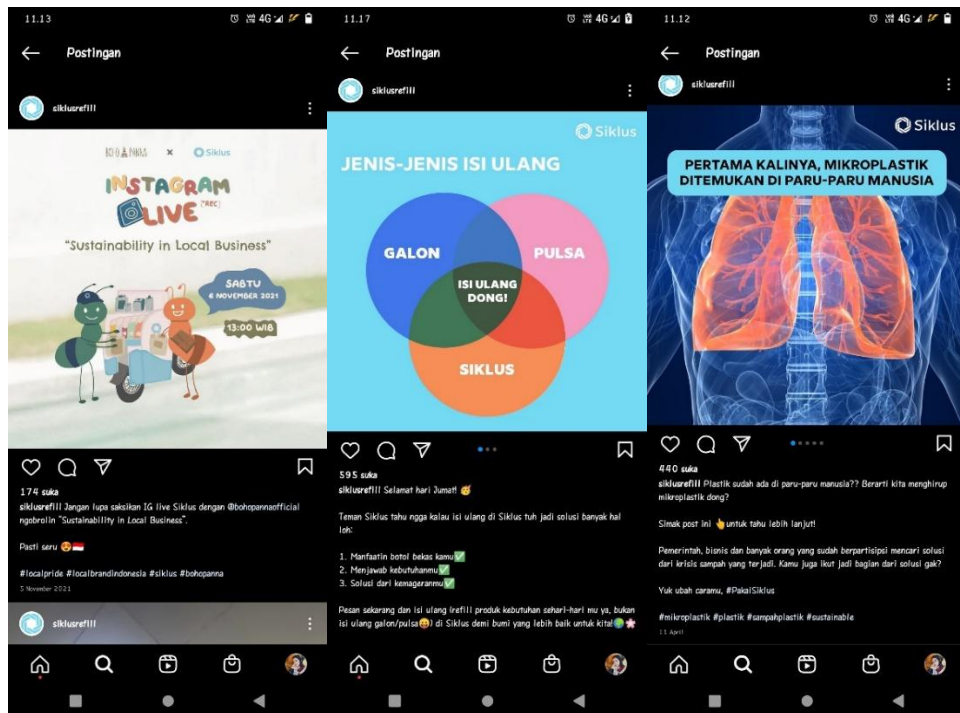 11.13
4G
Postingan
siklusrefill
BOHO PANNA × Siklus
INSTAGRAM
LIVE [*REC]
"Sustainability in Local Business"
SABTU
6 NOVEMBER 2021
13:00 WIB
174 suka
siklusrefill Jangan lupa saksikan IG live Siklus dengan @bohopannaofficial
ngobrolin "Sustainability in Local Business".
Pasti seru 😍🇮🇩
#localpride #localbrandindonesia #siklus #bohopanna
5 November 2021
siklusrefill
11.17
4G
Postingan
siklusrefill
Siklus
JENIS-JENIS ISI ULANG
GALON
PULSA
ISI ULANG
DONG!
SIKLUS
595 suka
siklusrefill Selamat hari Jumat! 🥳
Teman Siklus tahu ngga kalau isi ulang di Siklus tuh jadi solusi banyak hal
loh:
1. Manfaatin botol bekas kamu✅
2. Menjawab kebutuhanmu✅
3. Solusi dari kemageranmu✅
Pesan sekarang dan isi ulang (refill produk kebutuhan sehari-hari mu ya, bukan
isi ulang galon/pulsa😛) di Siklus demi bumi yang lebih baik untuk kita!🌏🌸
11.12
4G
Postingan
siklusrefill
Siklus
PERTAMA KALINYA, MIKROPLASTIK
DITEMUKAN DI PARU-PARU MANUSIA
440 suka
siklusrefill Plastik sudah ada di paru-paru manusia?? Berarti kita menghirup
mikroplastik dong?
Simak post ini 👆untuk tahu lebih lanjut!
Pemerintah, bisnis dan banyak orang yang sudah berpartisipsi mencari solusi
dari krisis sampah yang terjadi. Kamu juga ikut jadi bagian dari solusi gak?
Yuk ubah caramu, #PakaiSiklus
#mikroplastik #plastik #sampahplastik #sustainable
11 April